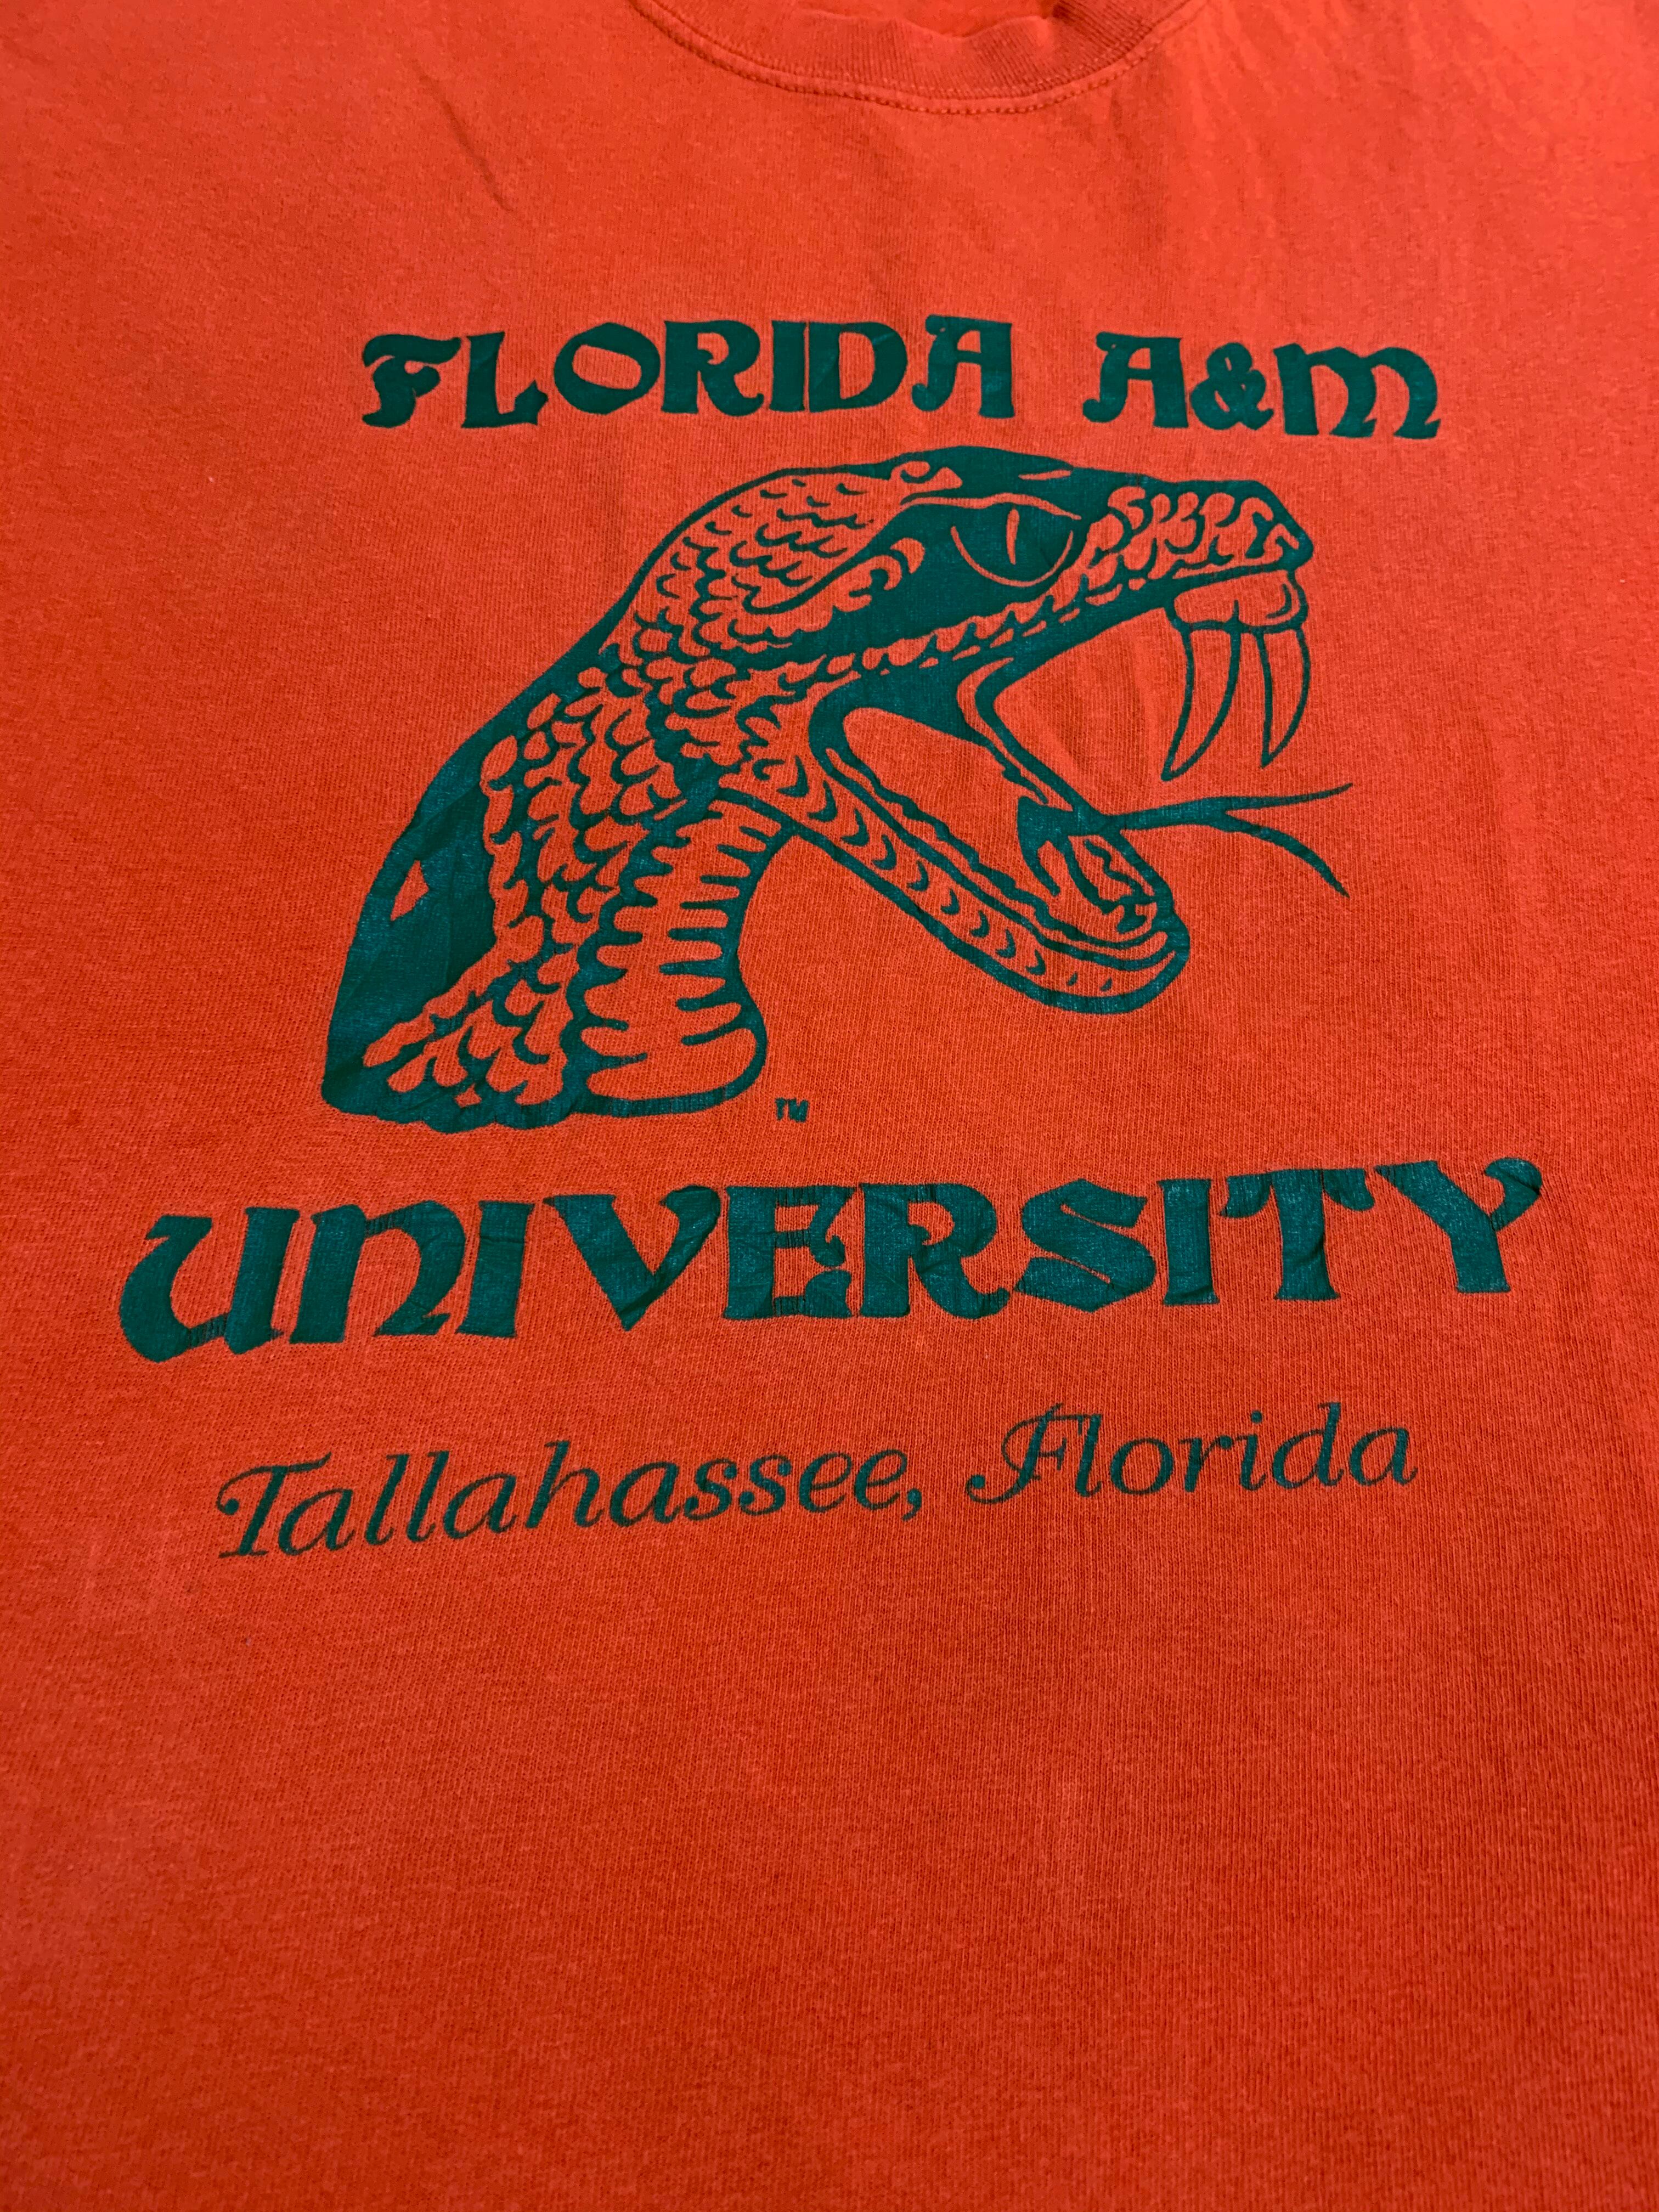 FLORIDA A&M
TM
UNIVERSITY
Tallahassee, Florida